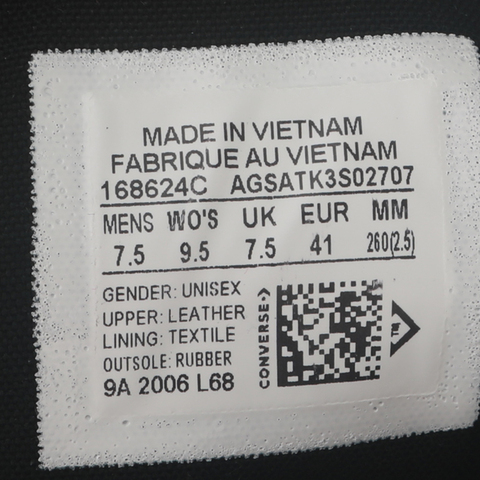 MADE IN VIETNAM
FABRIQUE AU VIETNAM
168624C AGSATK3S02707
MENS WO'S UK EUR MM
7.5 9.5 7.5 41 260(2.5)
GENDER: UNISEX
UPPER: LEATHER
LINING: TEXTILE
OUTSOLE: RUBBER
9A 2006 L68
CONVERSE